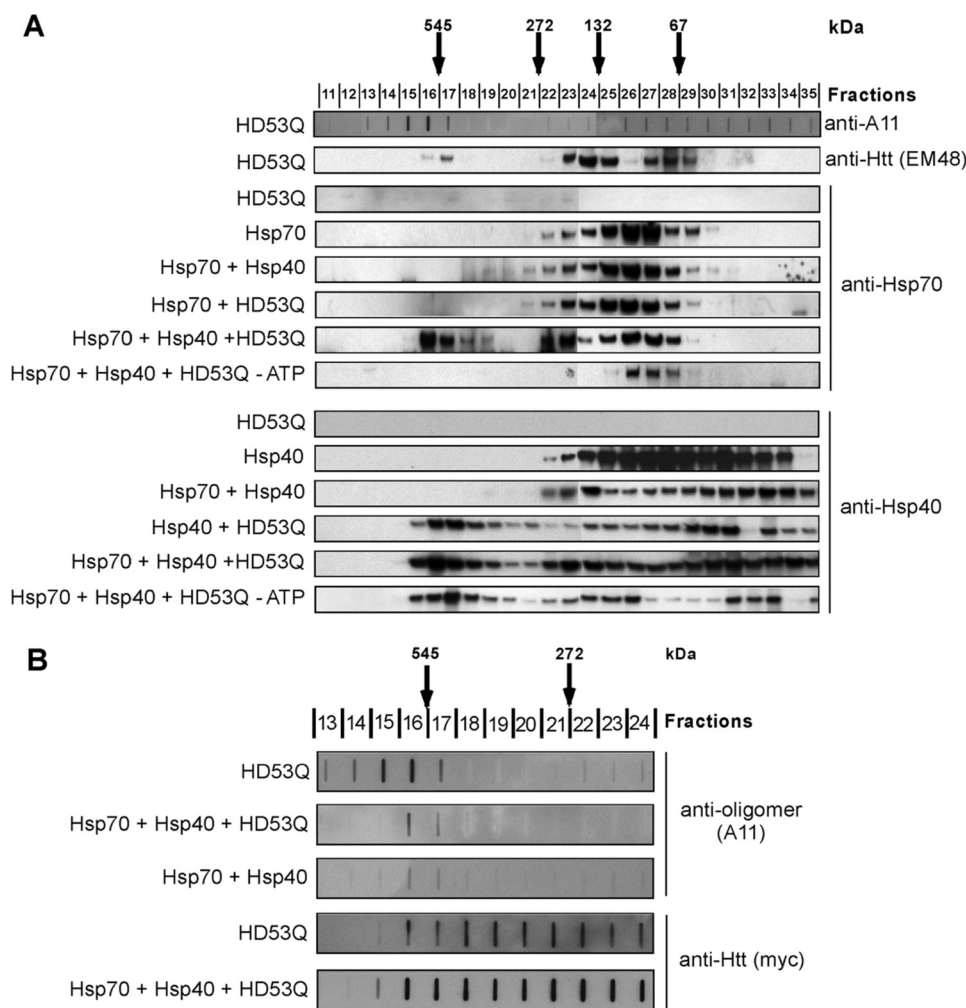 A
545 272 132 67 kDa
11 12 13 14 15 16 17 18 19 20 21 22 23 24 25 26 27 28 29 30 31 32 33 34 35 Fractions
HD53Q anti-A11
HD53Q anti-Htt (EM48)
HD53Q
Hsp70
Hsp70 + Hsp40
Hsp70 + HD53Q
Hsp70 + Hsp40 +HD53Q
Hsp70 + Hsp40 + HD53Q - ATP
anti-Hsp70
HD53Q
Hsp40
Hsp70 + Hsp40
Hsp40 + HD53Q
Hsp70 + Hsp40 +HD53Q
Hsp70 + Hsp40 + HD53Q - ATP
anti-Hsp40
B
545 272 kDa
13 14 15 16 17 18 19 20 21 22 23 24 Fractions
HD53Q
Hsp70 + Hsp40 + HD53Q
Hsp70 + Hsp40
anti-oligomer
(A11)
HD53Q
Hsp70 + Hsp40 + HD53Q
anti-Htt (myc)